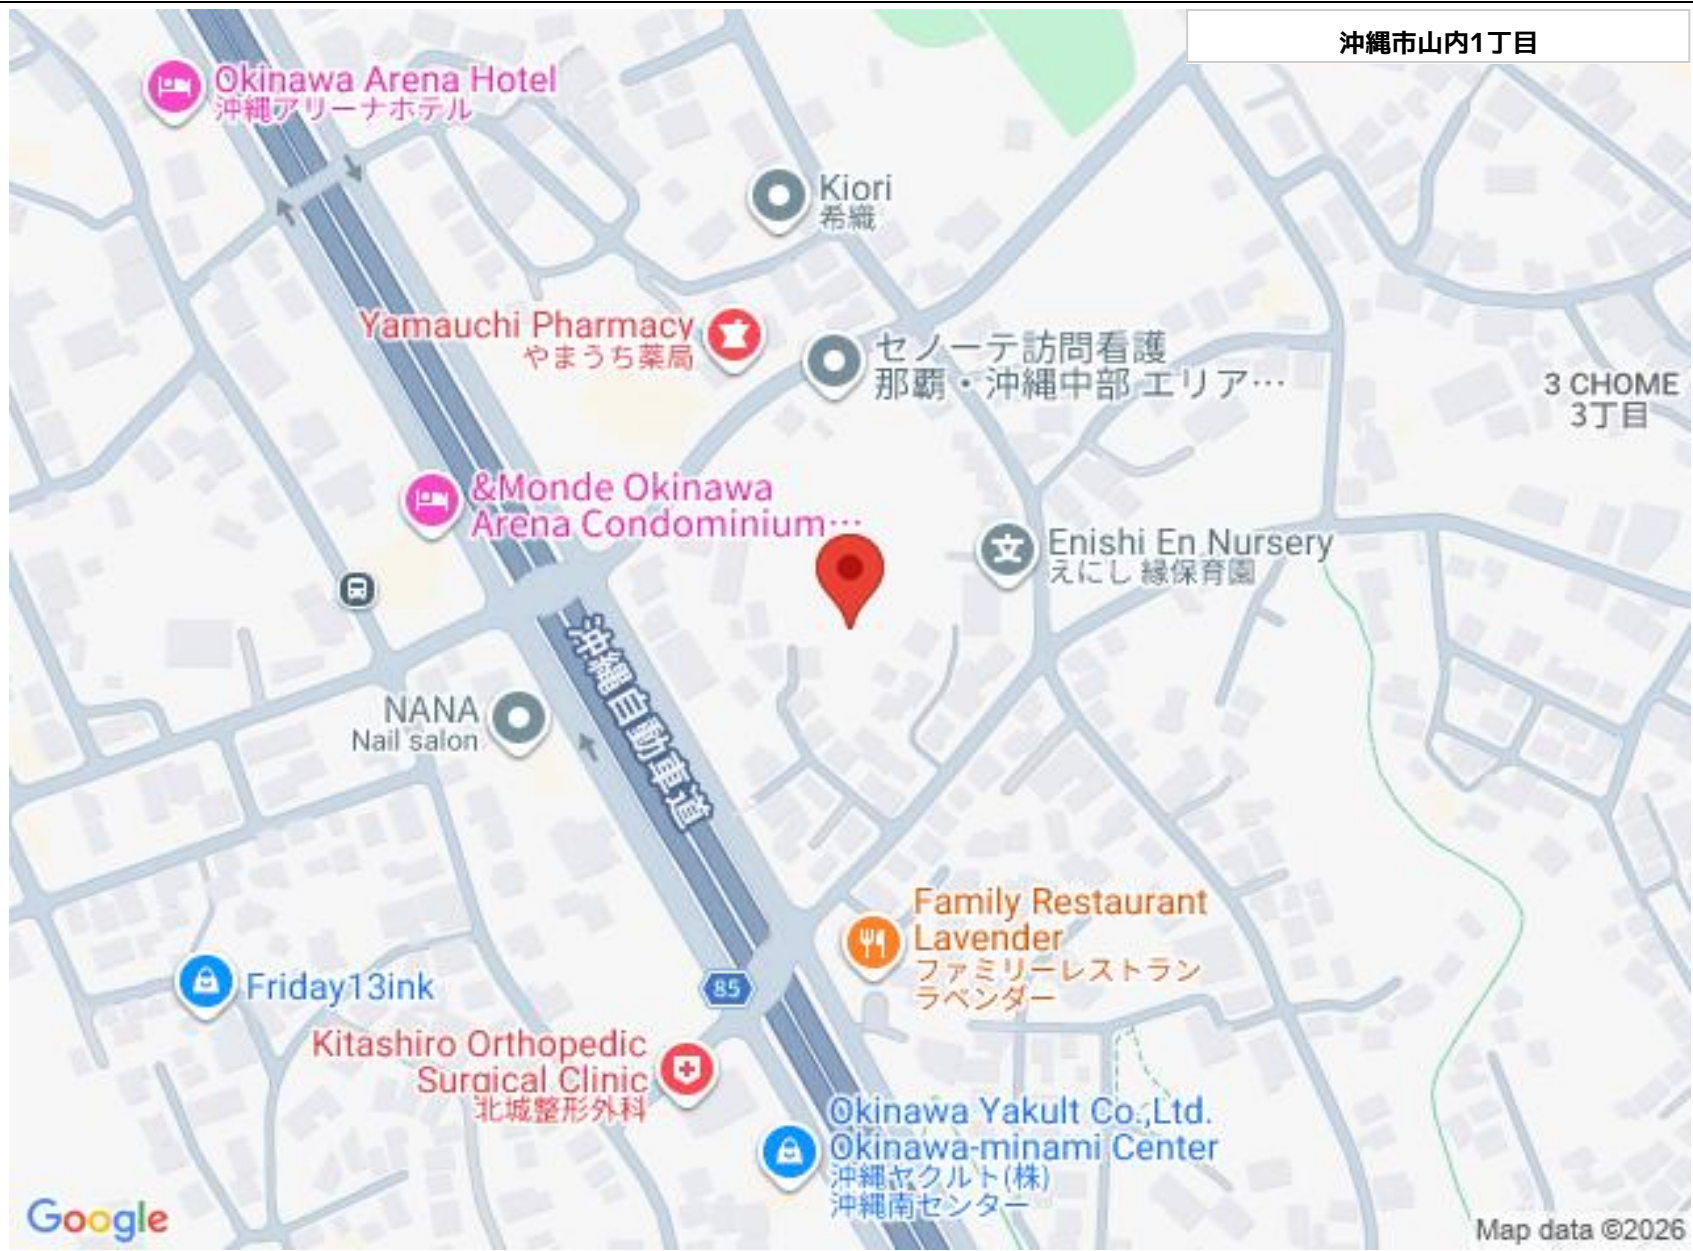 沖縄市山内1丁目
Okinawa Arena Hotel
沖縄アリーナホテル
Kiori
希織
Yamauchi Pharmacy
やまうち薬局
セノーテ訪問看護
那覇・沖縄中部 エリア…
3 CHOME
3丁目
&Monde Okinawa
Arena Condominium…
Enishi En Nursery
えにし 縁保育園
沖縄自動車道
NANA
Nail salon
Family Restaurant
Lavender
ファミリーレストラン
ラベンダー
Friday13ink
85
Kitashiro Orthopedic
Surgical Clinic
北城整形外科
Okinawa Yakult Co.,Ltd.
Okinawa-minami Center
沖縄ヤクルト(株)
沖縄南センター
Google
Map data ©2026